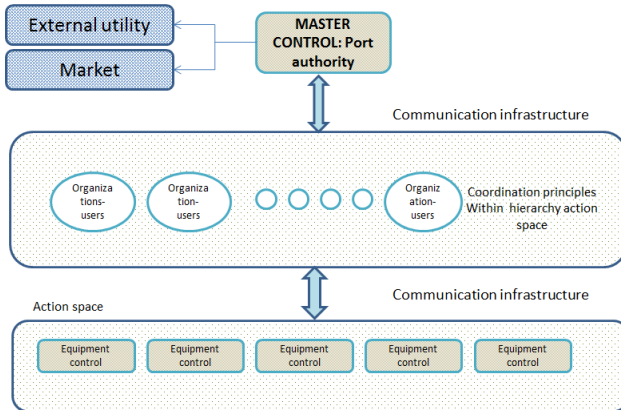 External utility
Market
MASTER
CONTROL: Port
authority
Communication infrastructure
Organiza
tions-
users
Organiza
tion-
users
Organiz
ation-
users
Coordination principles
Within hierarchy action
space
Communication infrastructure
Action space
Equipment
control
Equipment
control
Equipment
control
Equipment
control
Equipment
control